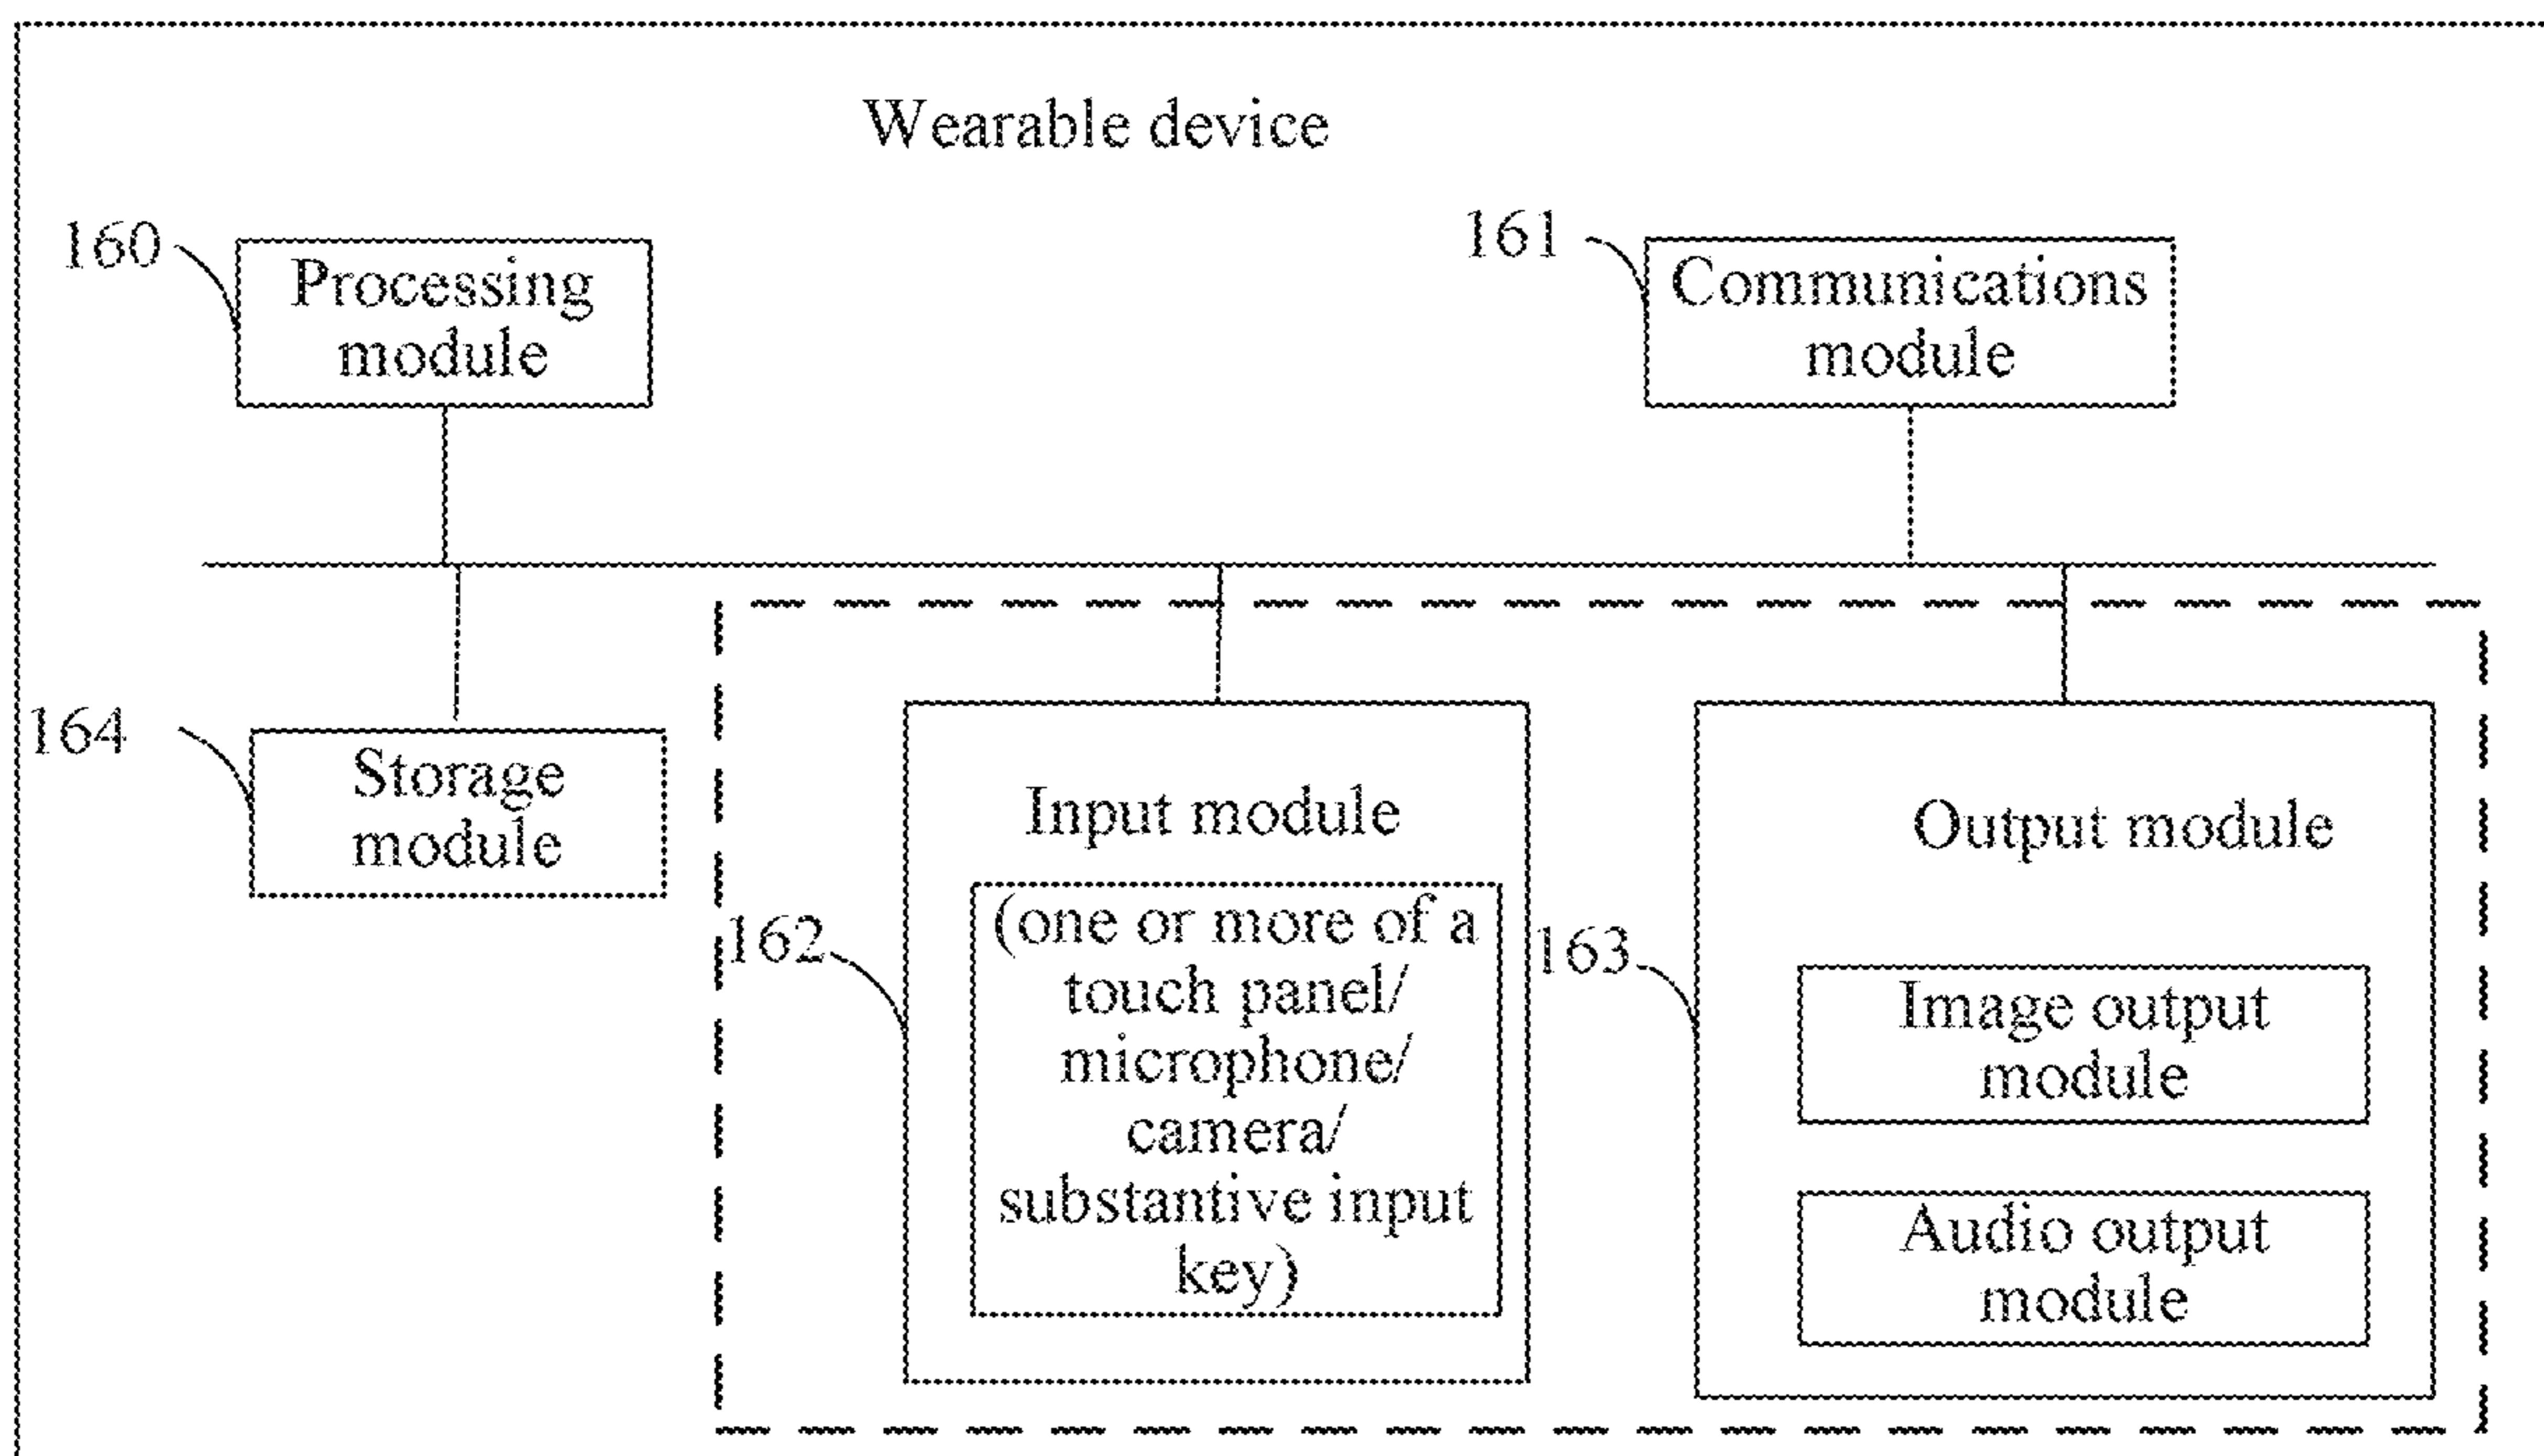 Wearable device
160
Processing
module
161
Communications
module
164
Storage
module
162
Input module
(one or more of a
touch panel/
microphone/
camera/
substantive input
key)
163
Output module
Image output
module
Audio output
module